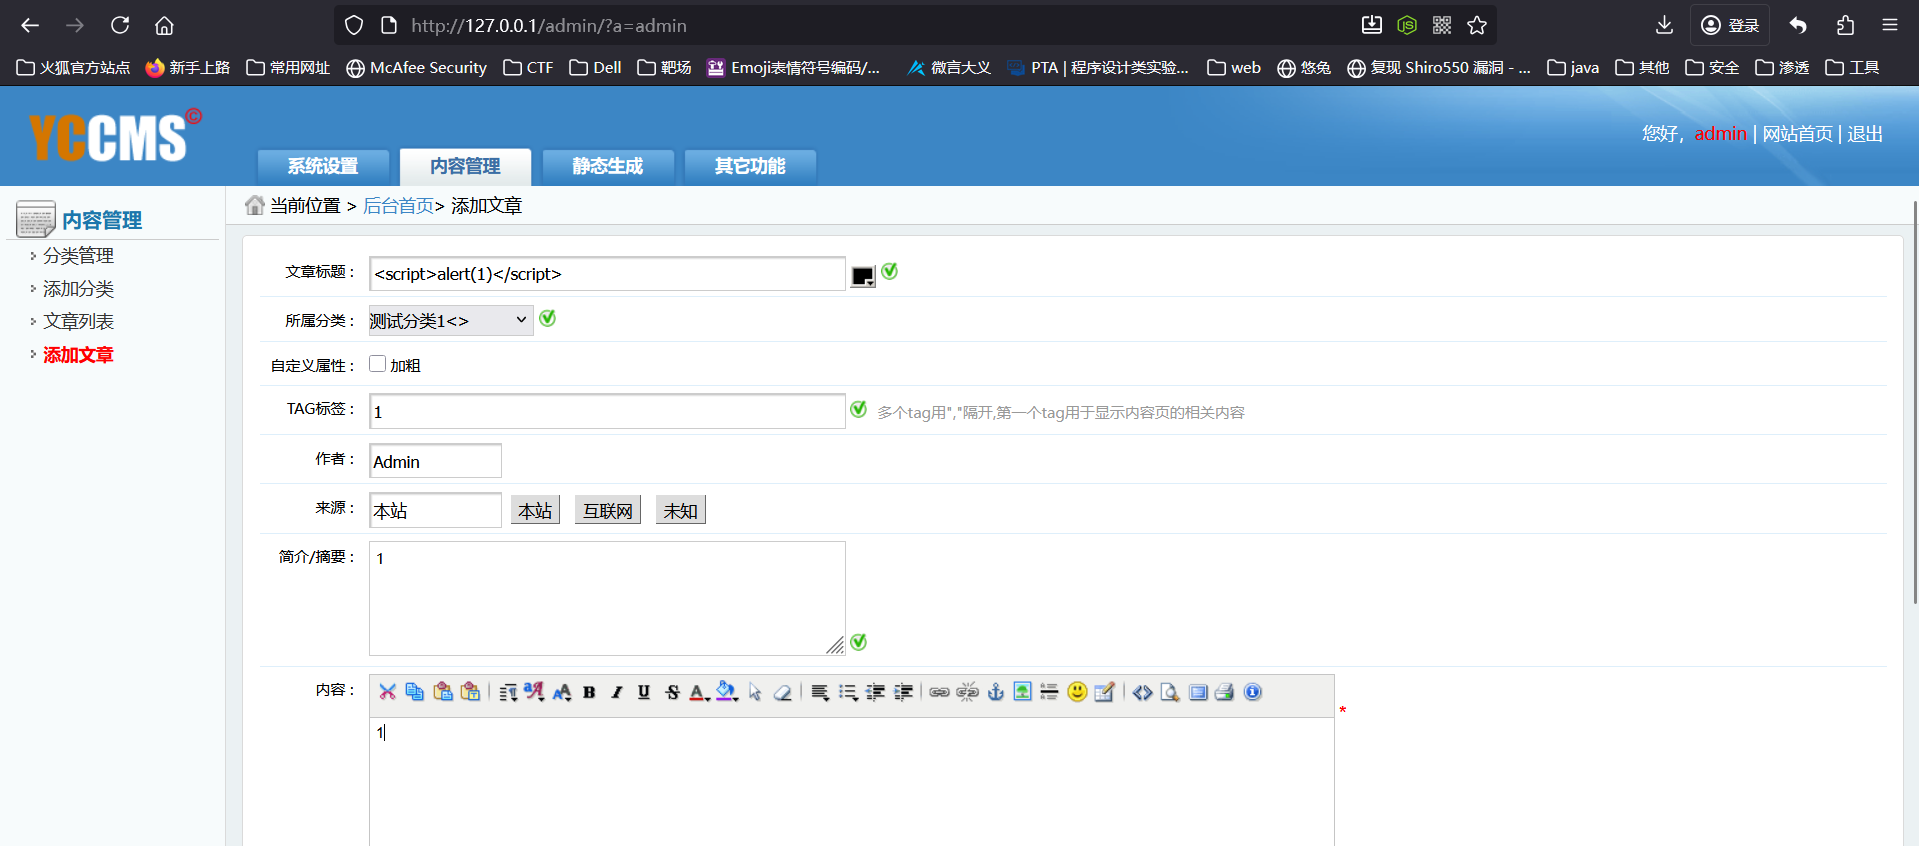 http://127.0.0.1/admin/?a=admin
登录
火狐官方站点 新手上路 常用网址 McAfee Security CTF Dell 靶场 Emoji表情符号编码/... 微言大义 PTA | 程序设计类实验... web 悠兔 复现 Shiro550 漏洞 - ... java 其他 安全 渗透 工具
YCCMS©
系统设置 内容管理 静态生成 其它功能
您好，admin | 网站首页 | 退出
内容管理
分类管理
添加分类
文章列表
添加文章
当前位置 > 后台首页> 添加文章
文章标题： <script>alert(1)</script>
所属分类： 测试分类1<>
自定义属性： 加粗
TAG标签： 1 多个tag用","隔开,第一个tag用于显示内容页的相关内容
作者： Admin
来源： 本站 本站 互联网 未知
简介/摘要： 1
内容：
*
1